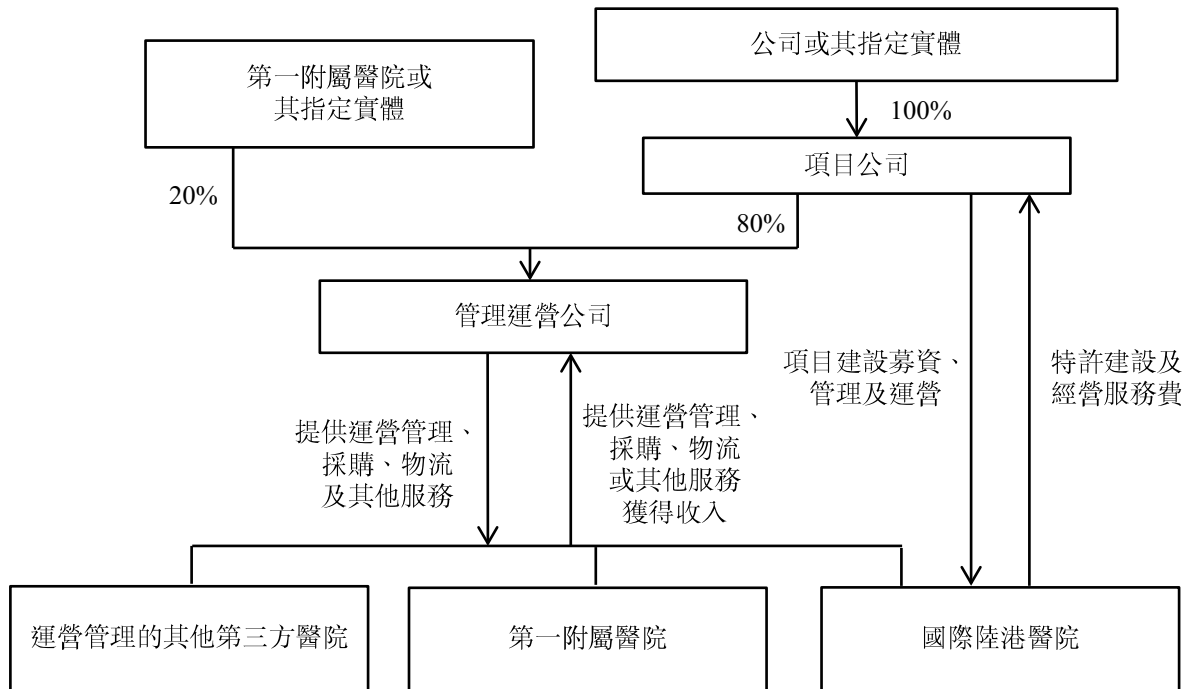 公司或其指定實體
第一附屬醫院或
其指定實體
100%
項目公司
20%
80%
管理運營公司
項目建設募資、
管理及運營
特許建設及
經營服務費
提供運營管理、
採購、物流
及其他服務
提供運營管理、
採購、物流
或其他服務
獲得收入
運營管理的其他第三方醫院
第一附屬醫院
國際陸港醫院